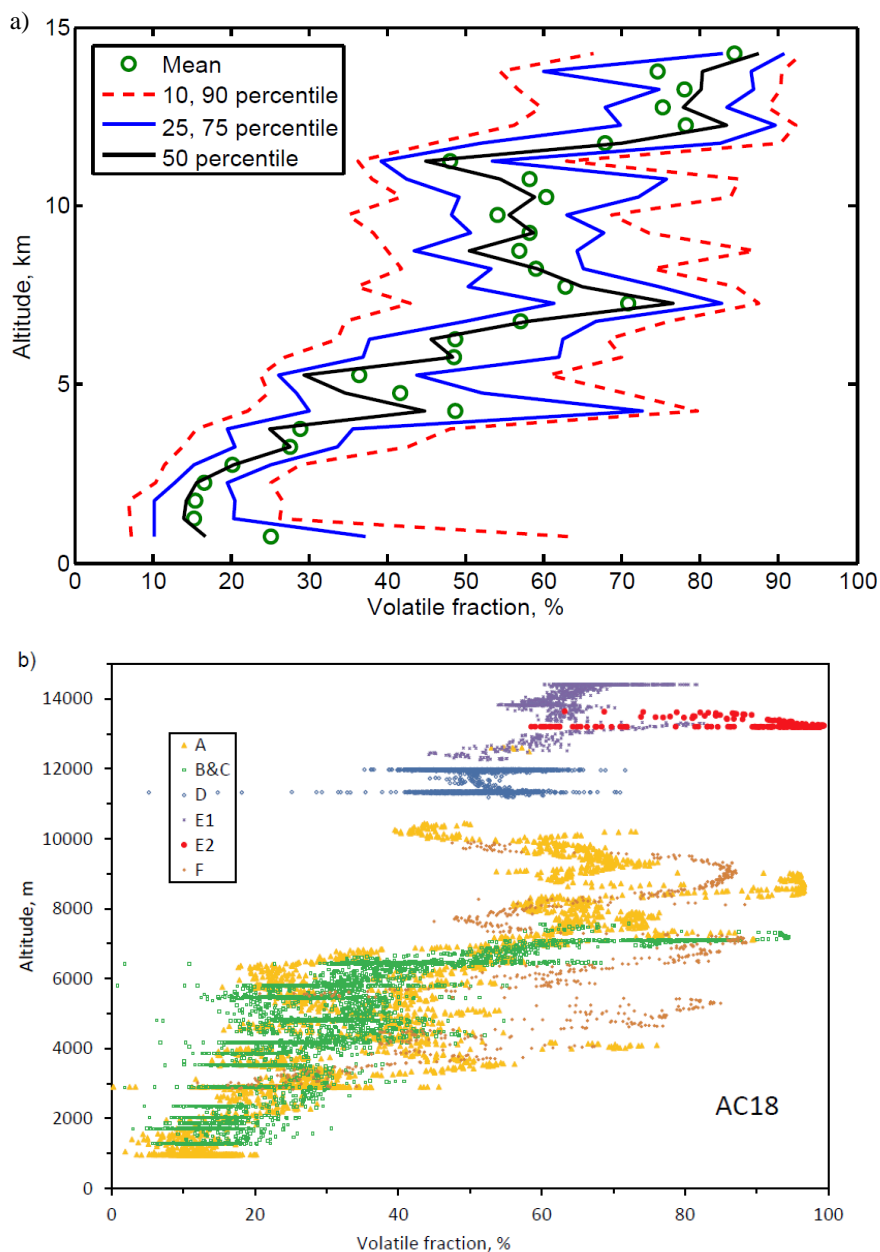 a)
15
Mean
10, 90 percentile
25, 75 percentile
50 percentile
10
Altitude, km
5
0
0 10 20 30 40 50 60 70 80 90 100
Volatile fraction, %
b)
14000
A
B&C
D
E1
E2
F
12000
10000
8000
Altitude, m
6000
4000
AC18
2000
0
0 20 40 60 80 100
Volatile fraction, %